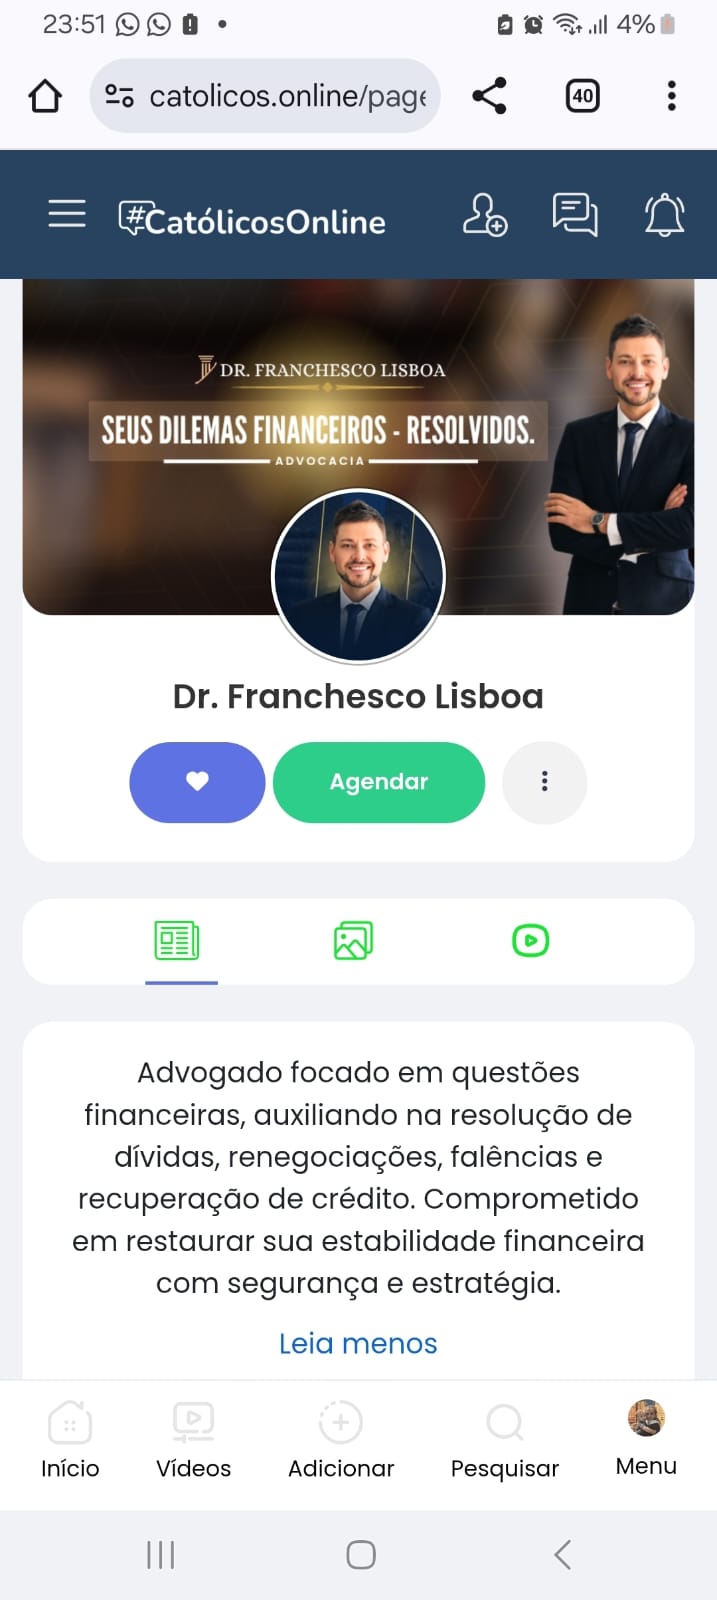 23:51
4%
catolicos.online/page
40
#CatólicosOnline
DR. FRANCHESCO LISBOA
SEUS DILEMAS FINANCEIROS - RESOLVIDOS.
ADVOCACIA
Dr. Franchesco Lisboa
Agendar
Advogado focado em questões
financeiras, auxiliando na resolução de
dívidas, renegociações, falências e
recuperação de crédito. Comprometido
em restaurar sua estabilidade financeira
com segurança e estratégia.
Leia menos
Início
Vídeos
Adicionar
Pesquisar
Menu